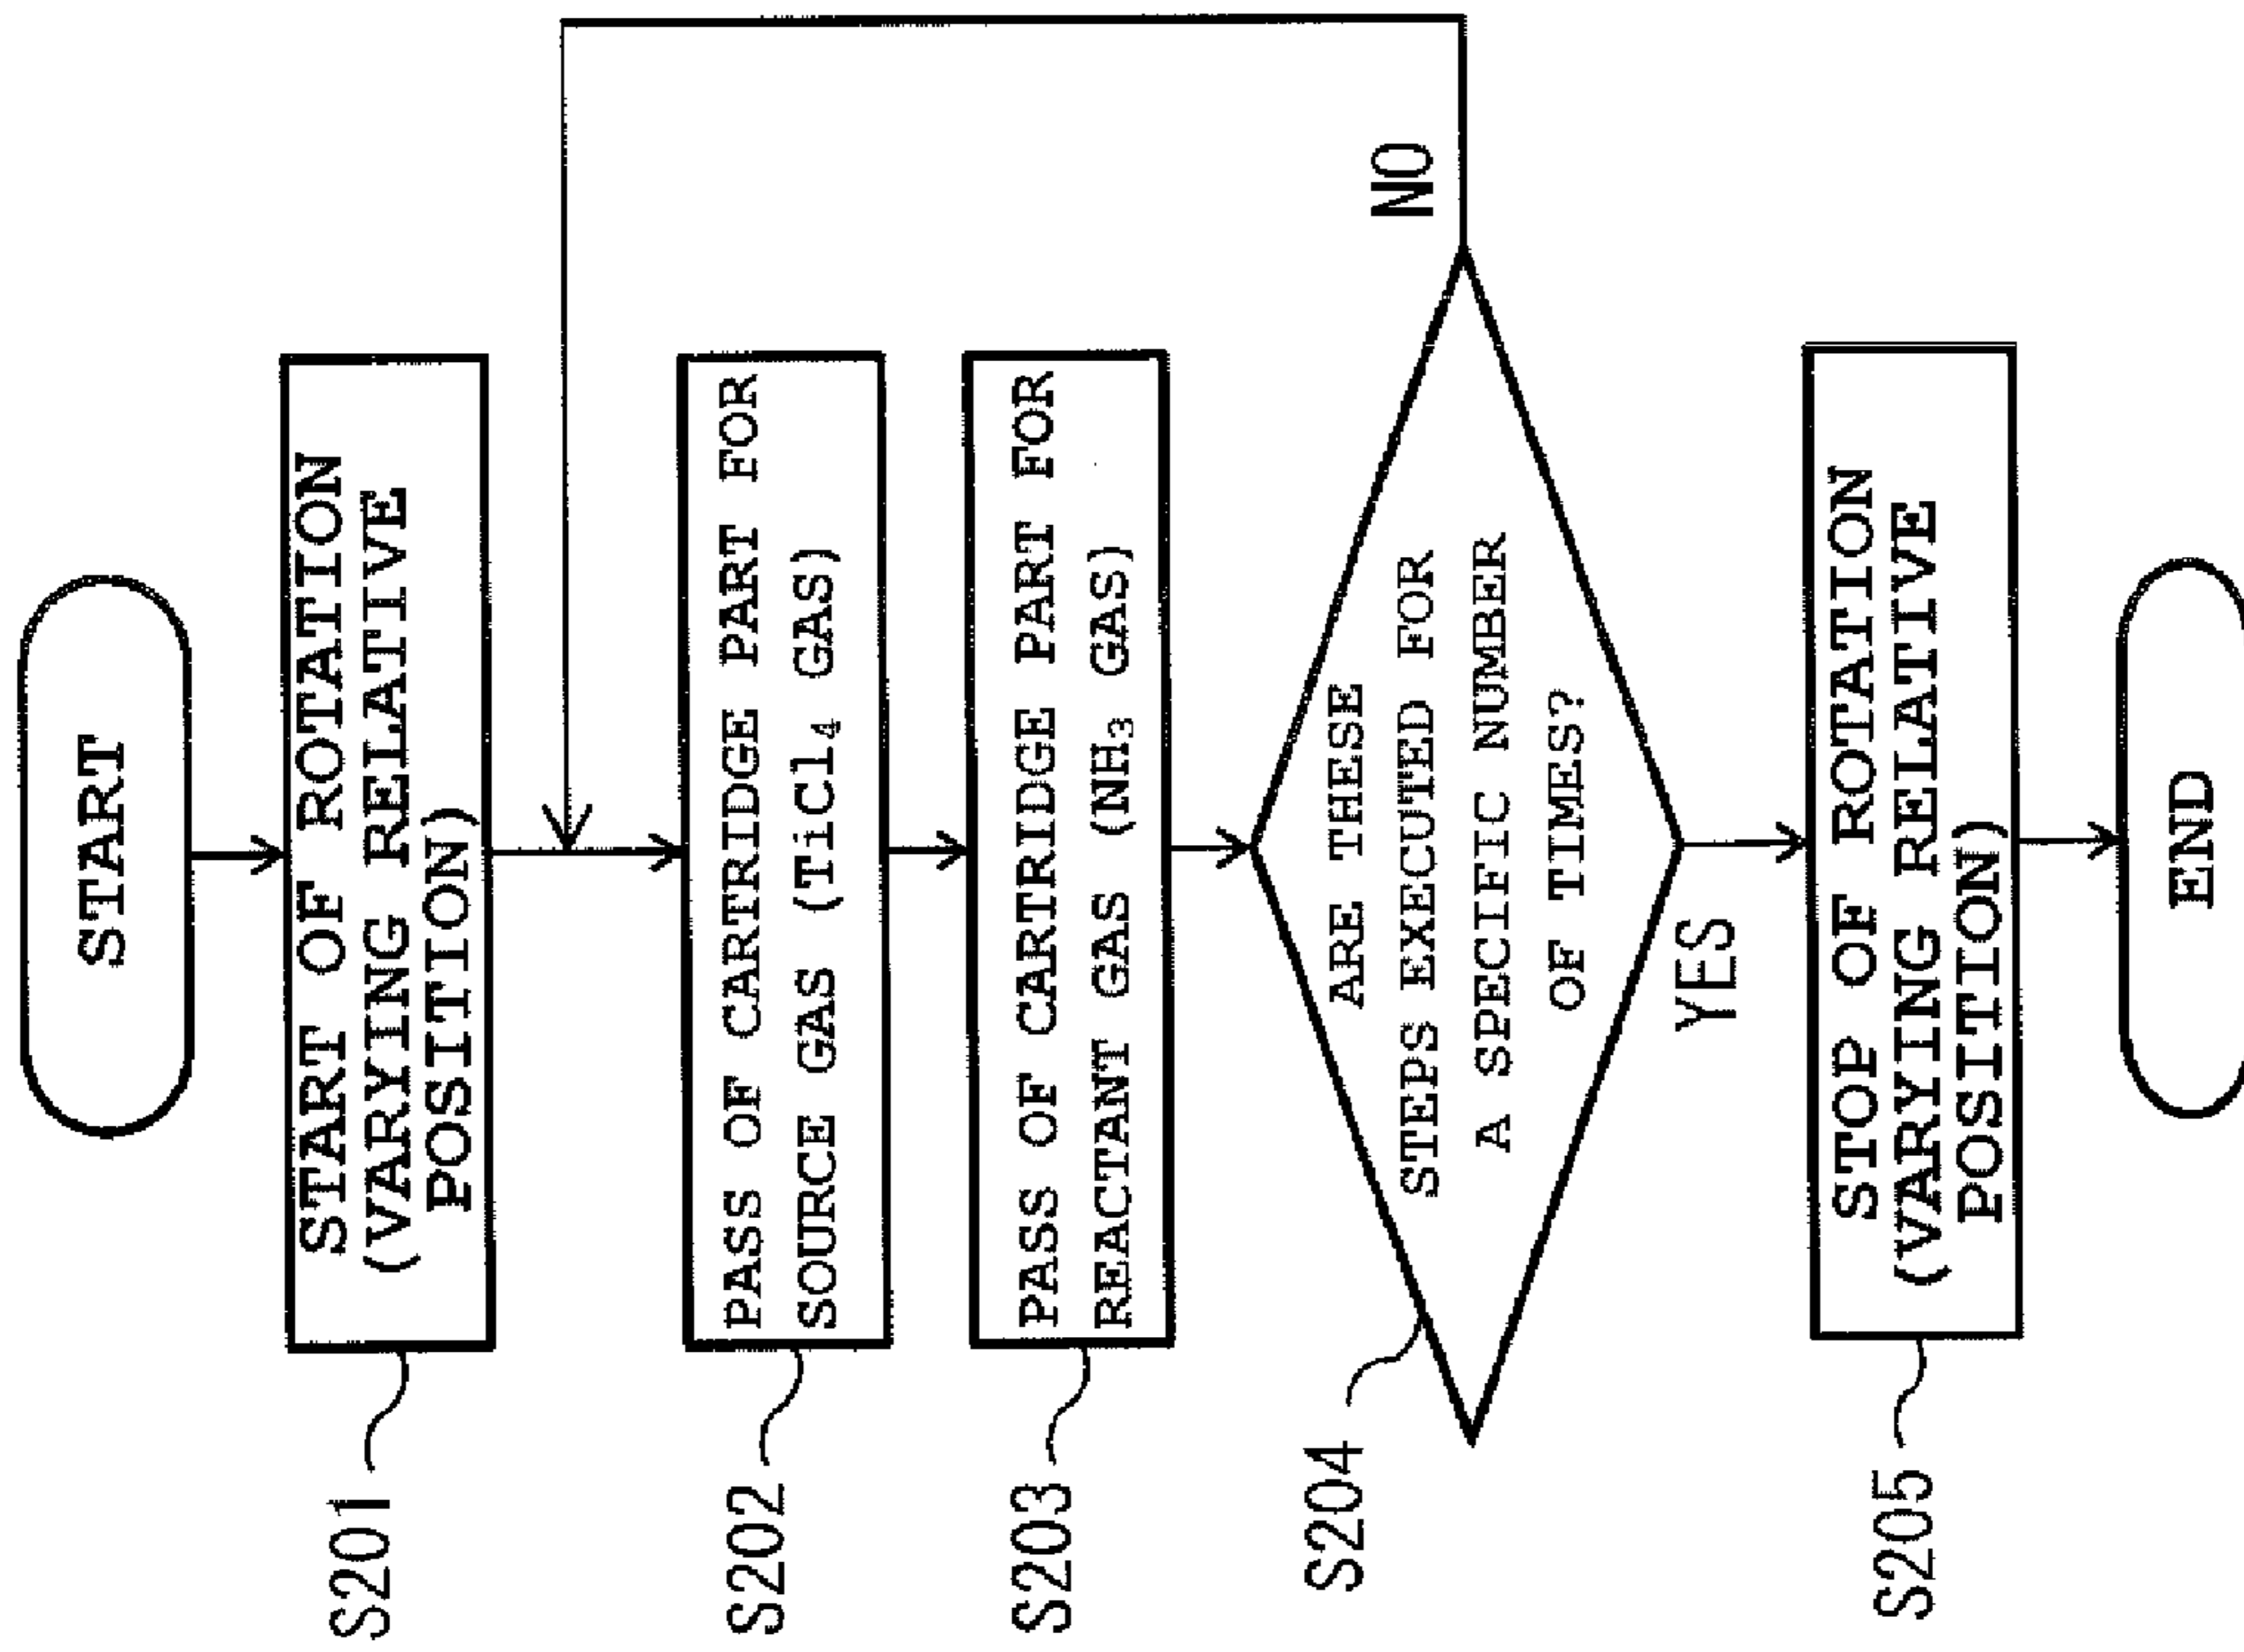 START
START OF ROTATION
(VARYING RELATIVE
POSITION)
S201
PASS OF CARTRIDGE PART FOR
SOURCE GAS (TiCl₄ GAS)
S202
PASS OF CARTRIDGE PART FOR
REACTANT GAS (NH₃ GAS)
S203
ARE THESE
STEPS EXECUTED FOR
A SPECIFIC NUMBER
OF TIMES?
S204
NO
YES
STOP OF ROTATION
(VARYING RELATIVE
POSITION)
S205
END